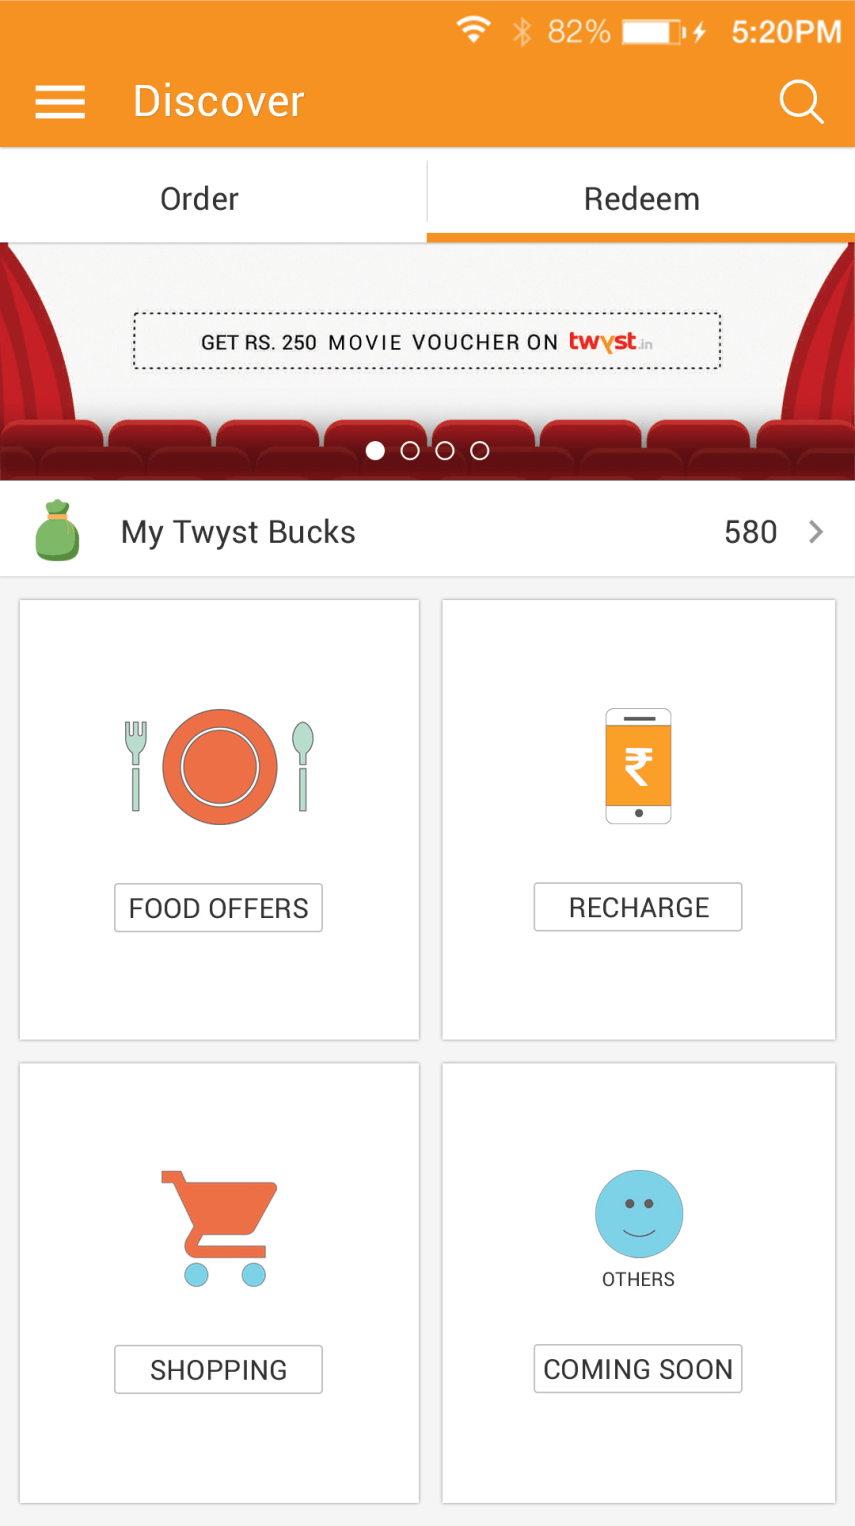 82% 5:20PM
Discover
Order Redeem
GET RS. 250 MOVIE VOUCHER ON twyst.in
My Twyst Bucks 580
₹
FOOD OFFERS RECHARGE
OTHERS
SHOPPING COMING SOON